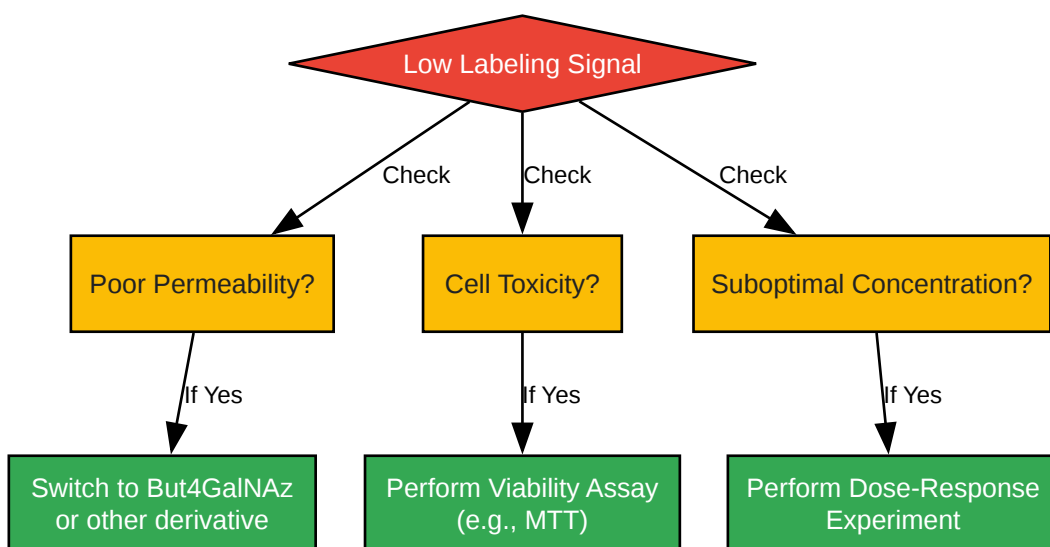 Low Labeling Signal
Check
Check
Check
Poor Permeability?
Cell Toxicity?
Suboptimal Concentration?
If Yes
If Yes
If Yes
Switch to But4GalNAz
or other derivative
Perform Viability Assay
(e.g., MTT)
Perform Dose-Response
Experiment